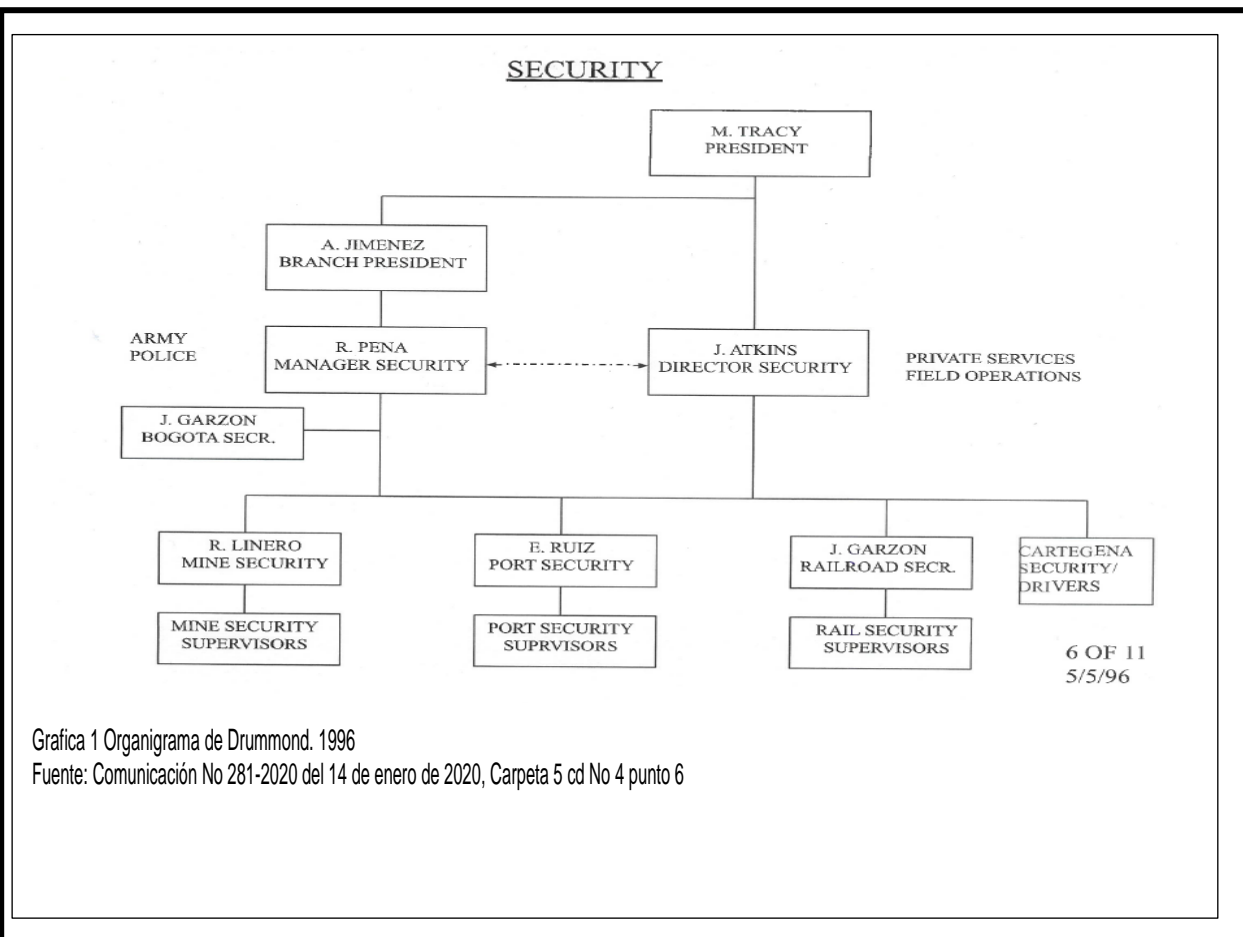 SECURITY
M. TRACY
PRESIDENT
A. JIMENEZ
BRANCH PRESIDENT
ARMY
POLICE
R. PENA
MANAGER SECURITY
J. ATKINS
DIRECTOR SECURITY
PRIVATE SERVICES
FIELD OPERATIONS
J. GARZON
BOGOTA SECR.
R. LINERO
MINE SECURITY
E. RUIZ
PORT SECURITY
J. GARZON
RAILROAD SECR.
CARTEGENA
SECURITY/
DRIVERS
MINE SECURITY
SUPERVISORS
PORT SECURITY
SUPRVISORS
RAIL SECURITY
SUPERVISORS
6 OF 11
5/5/96
Grafica 1 Organigrama de Drummond. 1996
Fuente: Comunicación No 281-2020 del 14 de enero de 2020, Carpeta 5 cd No 4 punto 6